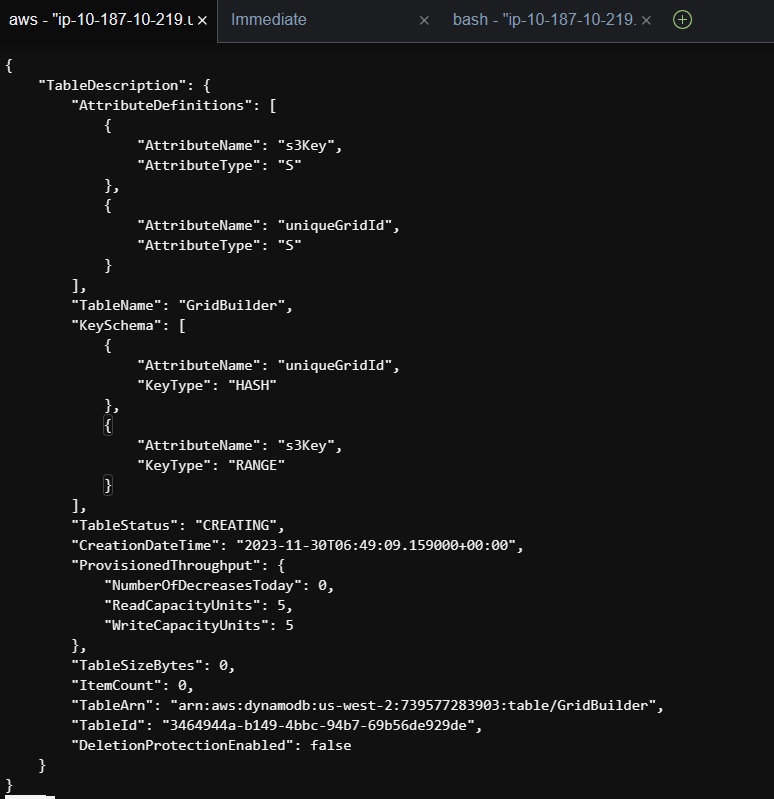 aws - "ip-10-187-10-219.u × Immediate × bash - "ip-10-187-10-219. ×
{
    "TableDescription": {
        "AttributeDefinitions": [
            {
                "AttributeName": "s3Key",
                "AttributeType": "S"
            },
            {
                "AttributeName": "uniqueGridId",
                "AttributeType": "S"
            }
        ],
        "TableName": "GridBuilder",
        "KeySchema": [
            {
                "AttributeName": "uniqueGridId",
                "KeyType": "HASH"
            },
            {
                "AttributeName": "s3Key",
                "KeyType": "RANGE"
            }
        ],
        "TableStatus": "CREATING",
        "CreationDateTime": "2023-11-30T06:49:09.159000+00:00",
        "ProvisionedThroughput": {
            "NumberOfDecreasesToday": 0,
            "ReadCapacityUnits": 5,
            "WriteCapacityUnits": 5
        },
        "TableSizeBytes": 0,
        "ItemCount": 0,
        "TableArn": "arn:aws:dynamodb:us-west-2:739577283903:table/GridBuilder",
        "TableId": "3464944a-b149-4bbc-94b7-69b56de929de",
        "DeletionProtectionEnabled": false
    }
}